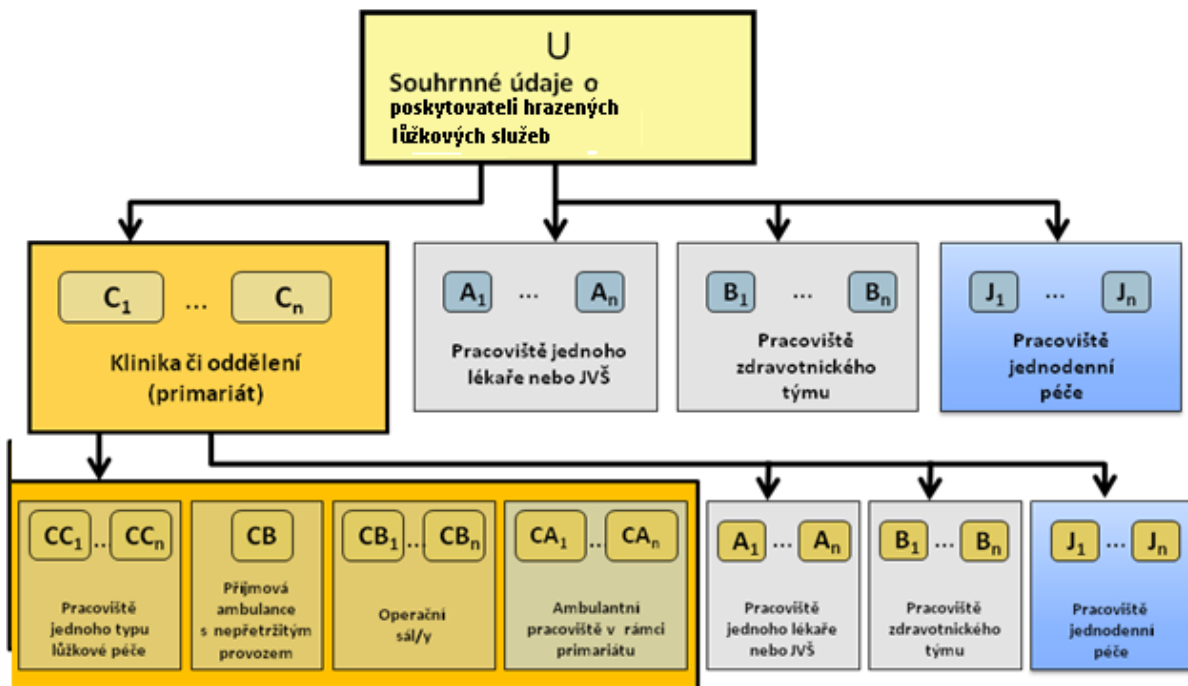 U
Souhrnné údaje o
poskytovateli hrazených
lůžkových služeb
C1 ... Cn
Klinika či oddělení
(primariát)
A1 ... An
Pracoviště jednoho
lékaře nebo JVŠ
B1 ... Bn
Pracoviště
zdravotnického
týmu
J1 ... Jn
Pracoviště
jednodenní
péče
CC1 ... CCn
Pracoviště
jednoho typu
lůžkové péče
CB
Příjmová
ambulance
s nepřetržitým
provozem
CB1 ... CBn
Operační
sál/y
CA1 ... CAn
Ambulantní
pracoviště v rámci
primariátu
A1 ... An
Pracoviště
jednoho lékaře
nebo JVŠ
B1 ... Bn
Pracoviště
zdravotnického
týmu
J1 ... Jn
Pracoviště
jednodenní
péče